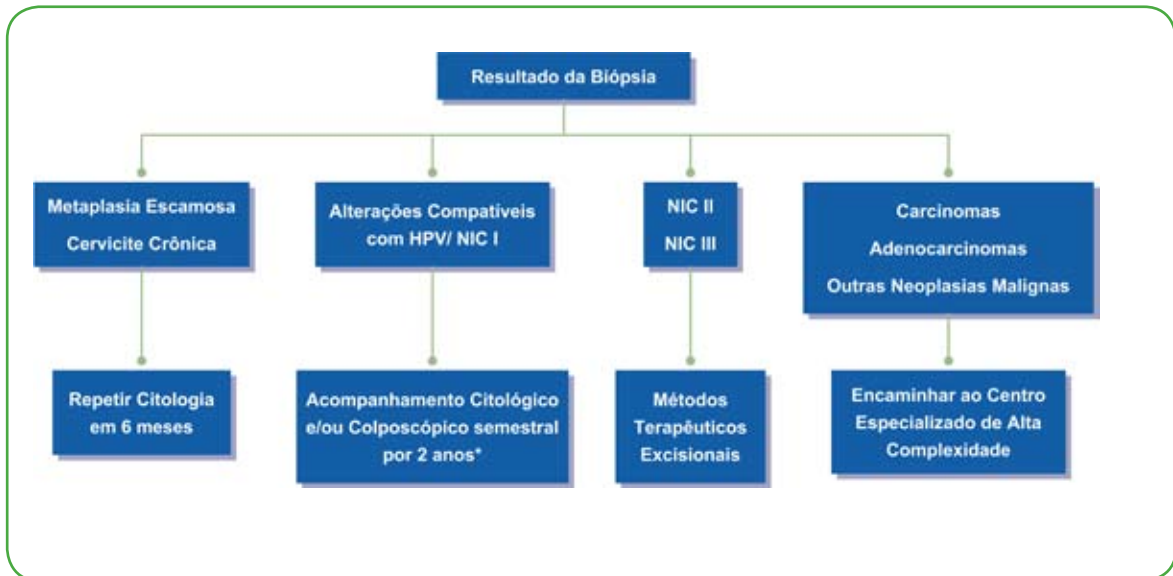 Resultado da Biópsia
Metaplasia Escamosa
Cervicite Crônica
Alterações Compatíveis
com HPV/ NIC I
NIC II
NIC III
Carcinomas
Adenocarcinomas
Outras Neoplasias Malignas
Repetir Citologia
em 6 meses
Acompanhamento Citológico
e/ou Colposcópico semestral
por 2 anos*
Métodos
Terapêuticos
Excisionais
Encaminhar ao Centro
Especializado de Alta
Complexidade